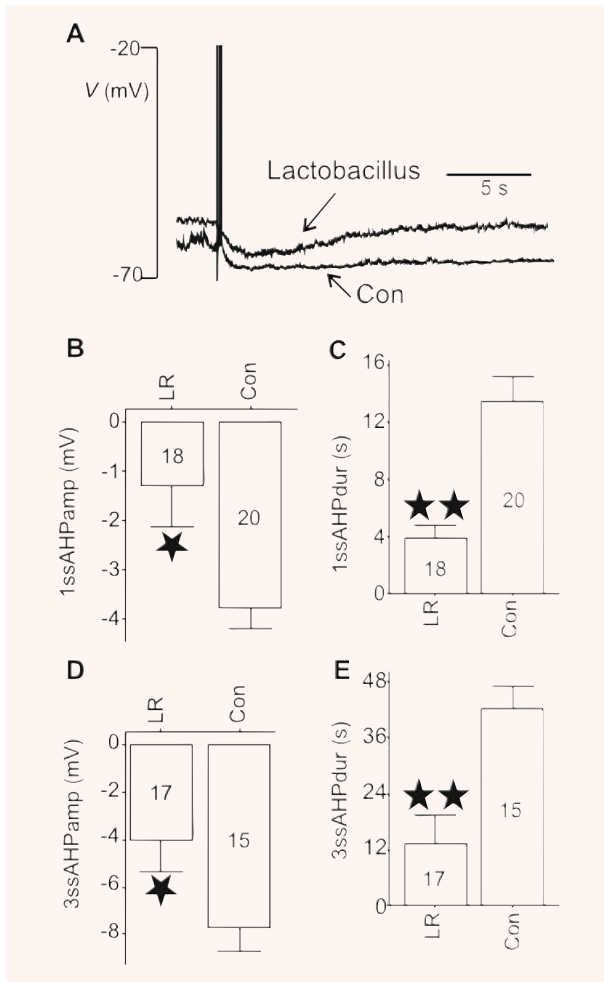 A
-20
V (mV)
Lactobacillus
5 s
-70
Con
B
LR
Con
0
-1
-2
-3
-4
1ssAHPamp (mV)
18
20
C
16
12
8
4
0
1ssAHPdur (s)
18
20
LR
Con
D
LR
Con
0
-2
-4
-6
-8
3ssAHPamp (mV)
17
15
E
48
36
24
12
0
3ssAHPdur (s)
17
15
LR
Con